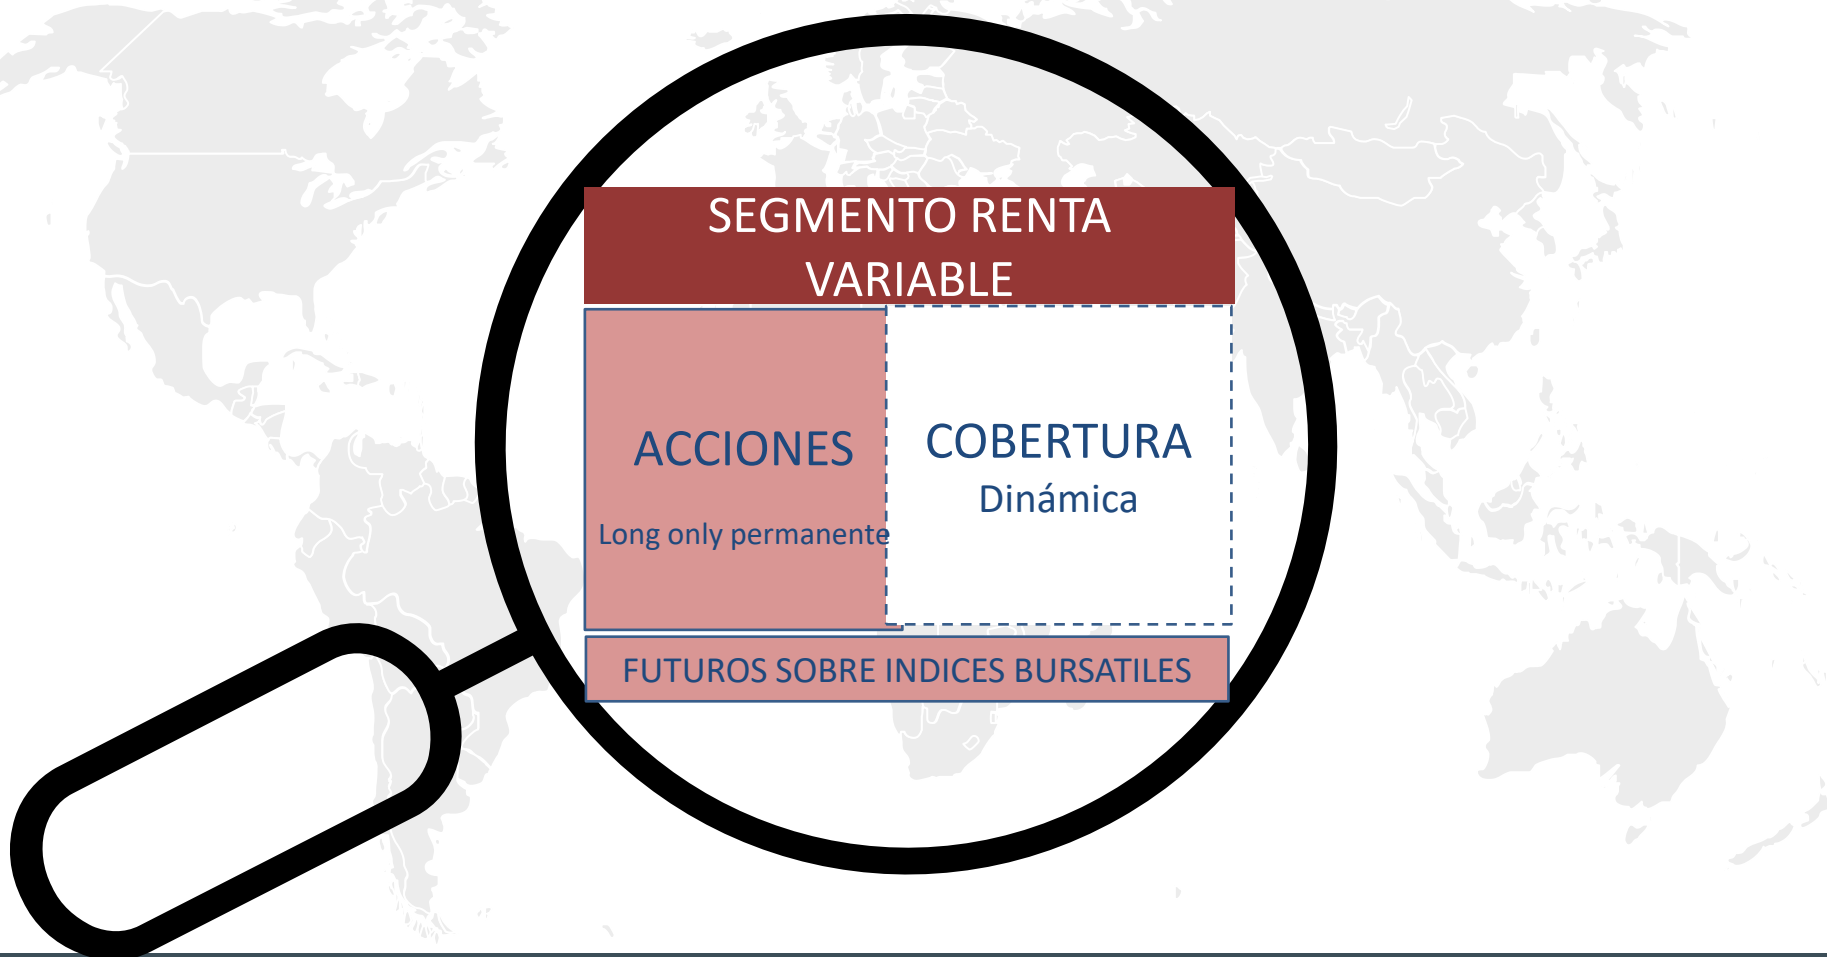 SEGMENTO RENTA
VARIABLE
ACCIONES
Long only permanente
COBERTURA
Dinámica
FUTUROS SOBRE INDICES BURSATILES